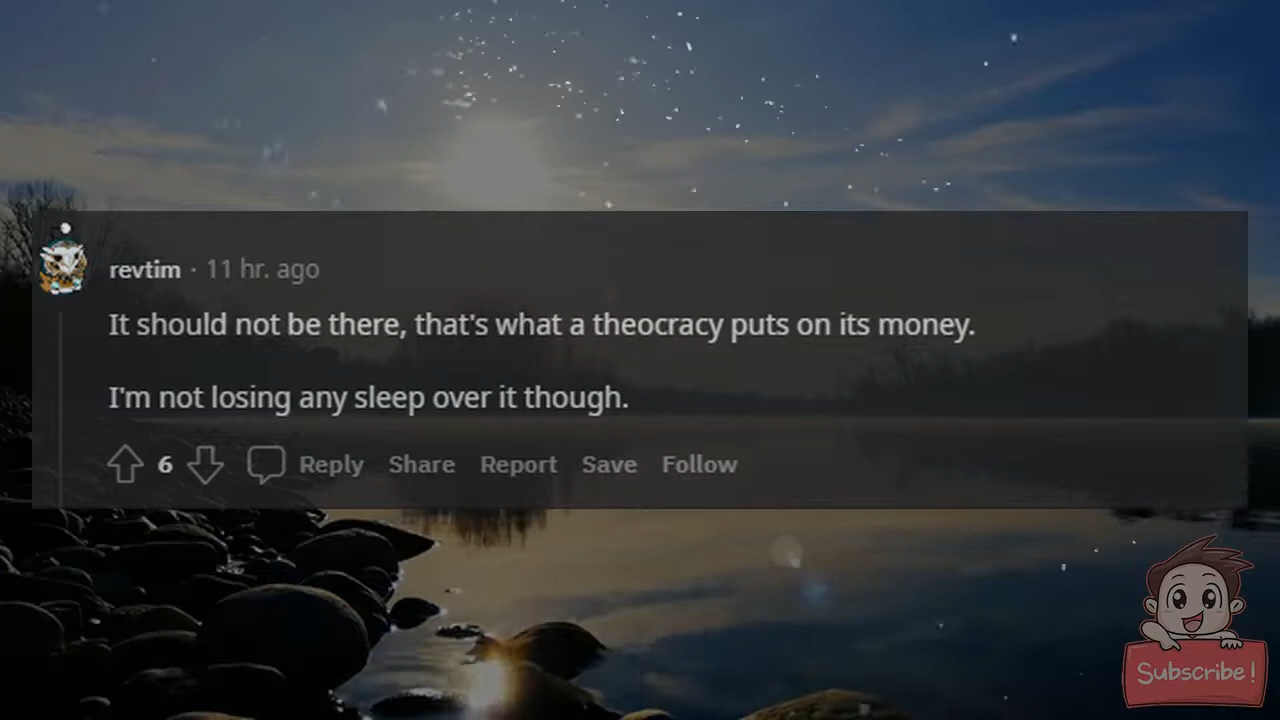 revtim · 11 hr. ago
It should not be there, that's what a theocracy puts on its money.
I'm not losing any sleep over it though.
6 Reply Share Report Save Follow
Subscribe!